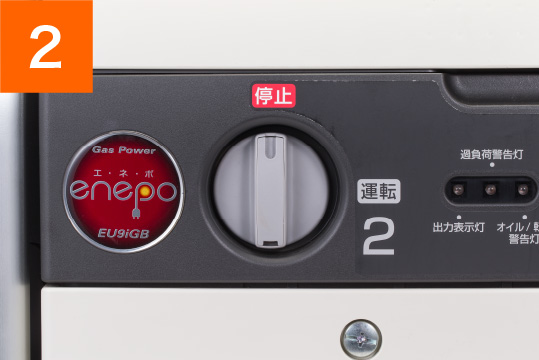 2
停止
Gas Power
エ・ネ・ポ
enepo
EU9iGB
運転
2
過負荷警告灯
出力表示灯
オイル /
警告灯